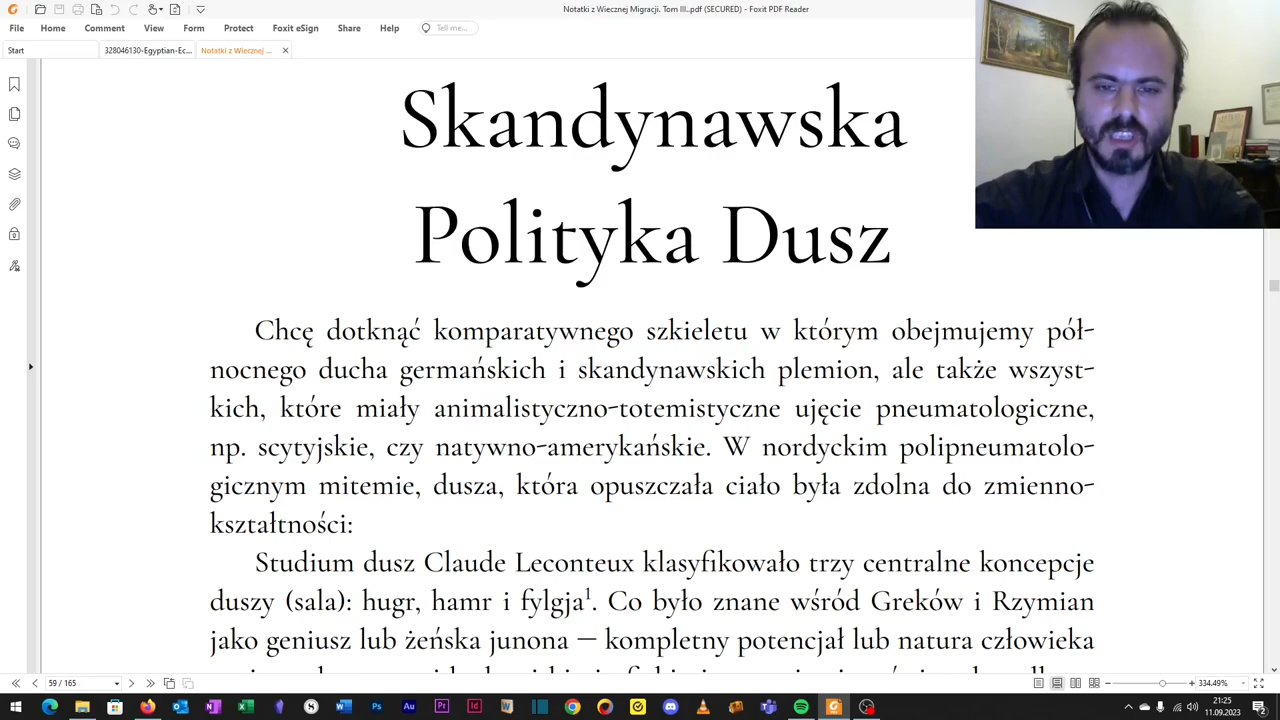 Notatki z Wiecznej Migracji. Tom III..pdf (SECURED) - Foxit PDF Reader
File Home Comment View Form Protect Foxit eSign Share Help Tell me...
Start 328046130-Egyptian-Ec... Notatki z Wiecznej ...
Skandynawska
Polityka Dusz
Chcę dotknąć komparatywnego szkieletu w którym obejmujemy pół-
nocnego ducha germańskich i skandynawskich plemion, ale także wszyst-
kich, które miały animalistyczno-totemistyczne ujęcie pneumatologiczne,
np. scytyjskie, czy natywno-amerykańskie. W nordyckim polipneumatolo-
gicznym mitemie, dusza, która opuszczała ciało była zdolna do zmienno-
kształtności:
Studium dusz Claude Leconteux klasyfikowało trzy centralne koncepcje
duszy (sala): hugr, hamr i fylgja¹. Co było znane wśród Greków i Rzymian
jako geniusz lub żeńska junona — kompletny potencjał lub natura człowieka
59 / 165
334.49%
21:25
11.09.2023